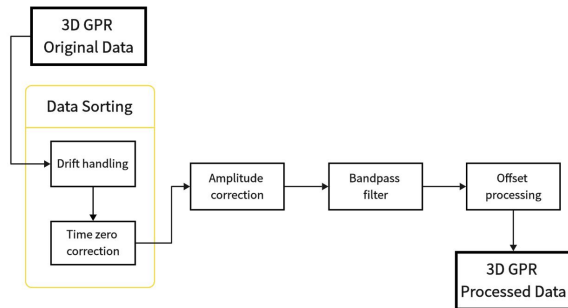 3D GPR
Original Data
Data Sorting
Drift handling
Time zero
correction
Amplitude
correction
Bandpass
filter
Offset
processing
3D GPR
Processed Data